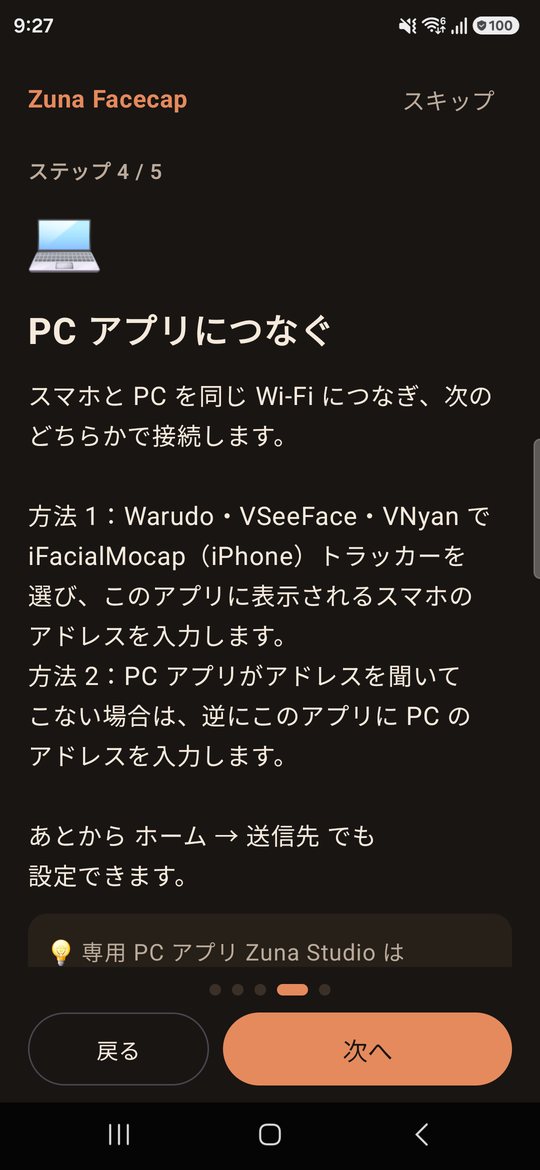 9:27
100
Zuna Facecap
スキップ
ステップ 4 / 5
PC アプリにつなぐ
スマホと PC を同じ Wi-Fi につなぎ、次の
どちらかで接続します。
方法 1：Warudo・VSeeFace・VNyan で
iFacialMocap（iPhone）トラッカーを
選び、このアプリに表示されるスマホの
アドレスを入力します。
方法 2：PC アプリがアドレスを聞いて
こない場合は、逆にこのアプリに PC の
アドレスを入力します。
あとから ホーム → 送信先 でも
設定できます。
💡 専用 PC アプリ Zuna Studio は
戻る
次へ